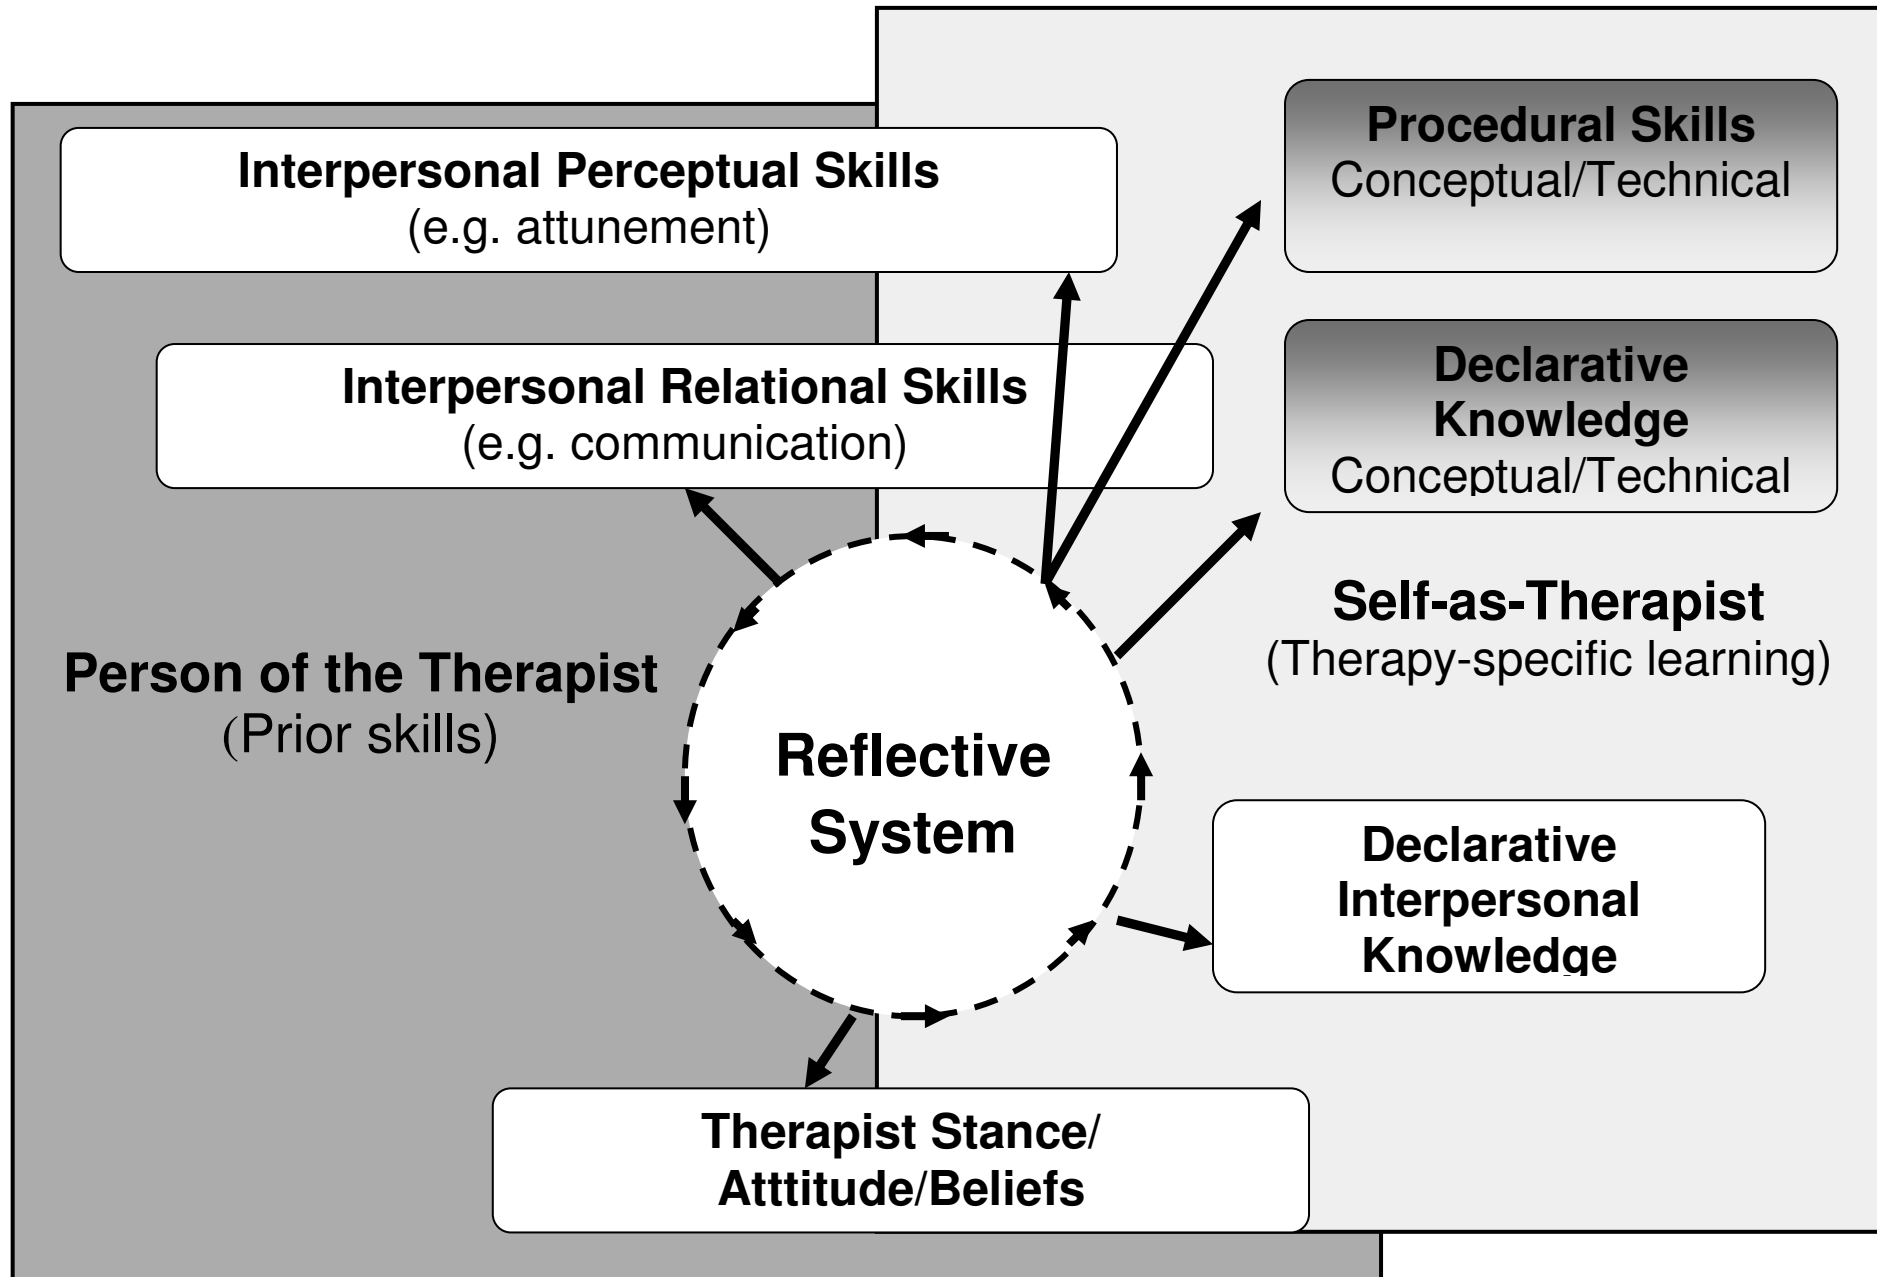 Interpersonal Perceptual Skills
(e.g. attunement)
Procedural Skills
Conceptual/Technical
Interpersonal Relational Skills
(e.g. communication)
Declarative
Knowledge
Conceptual/Technical
Self-as-Therapist
(Therapy-specific learning)
Person of the Therapist
(Prior skills)
Reflective
System
Declarative
Interpersonal
Knowledge
Therapist Stance/
Atttitude/Beliefs